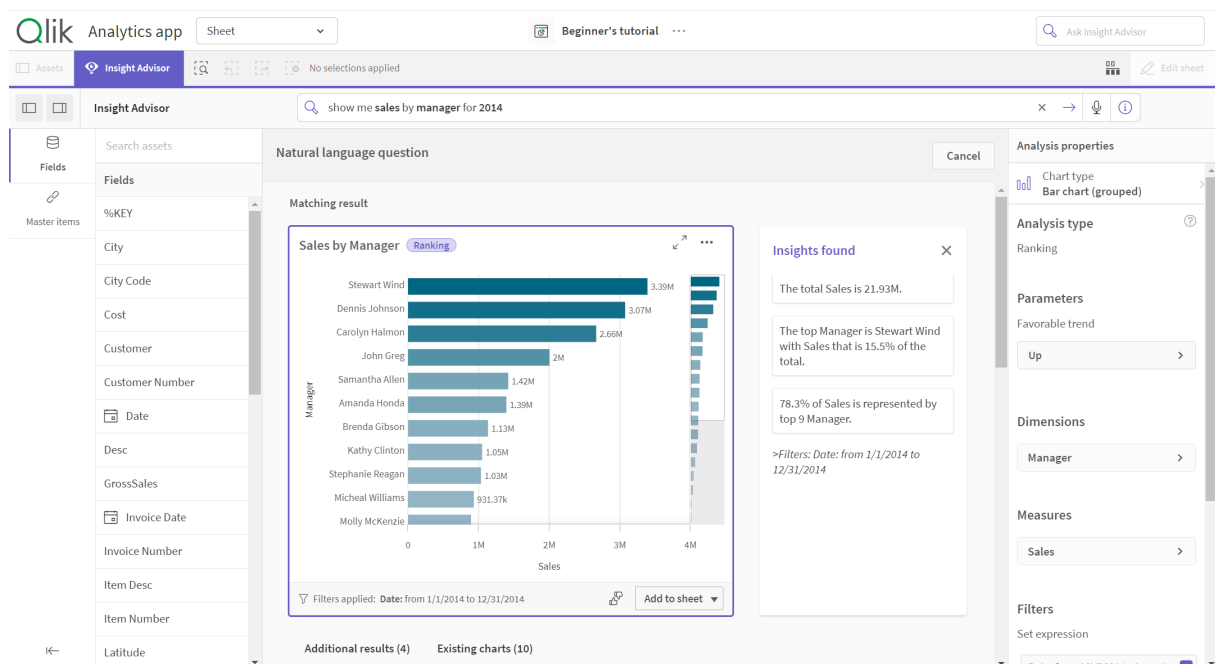 Qlik Analytics app
Sheet
Beginner's tutorial ...
Ask Insight Advisor
Assets
Insight Advisor
No selections applied
Edit sheet
Insight Advisor
show me sales by manager for 2014
Fields
Master items
Search assets
Fields
%KEY
City
City Code
Cost
Customer
Customer Number
Date
Desc
GrossSales
Invoice Date
Invoice Number
Item Desc
Item Number
Latitude
Natural language question
Cancel
Matching result
Sales by Manager Ranking
Manager
Stewart Wind 3.39M
Dennis Johnson 3.07M
Carolyn Halmon 2.66M
John Greg 2M
Samantha Allen 1.42M
Amanda Honda 1.39M
Brenda Gibson 1.13M
Kathy Clinton 1.05M
Stephanie Reagan 1.03M
Micheal Williams 931.37k
Molly McKenzie
0 1M 2M 3M 4M
Sales
Filters applied: Date: from 1/1/2014 to 12/31/2014
Add to sheet
Additional results (4) Existing charts (10)
Insights found
The total Sales is 21.93M.
The top Manager is Stewart Wind
with Sales that is 15.5% of the
total.
78.3% of Sales is represented by
top 9 Manager.
>Filters: Date: from 1/1/2014 to
12/31/2014
Analysis properties
Chart type
Bar chart (grouped)
Analysis type
Ranking
Parameters
Favorable trend
Up
Dimensions
Manager
Measures
Sales
Filters
Set expression